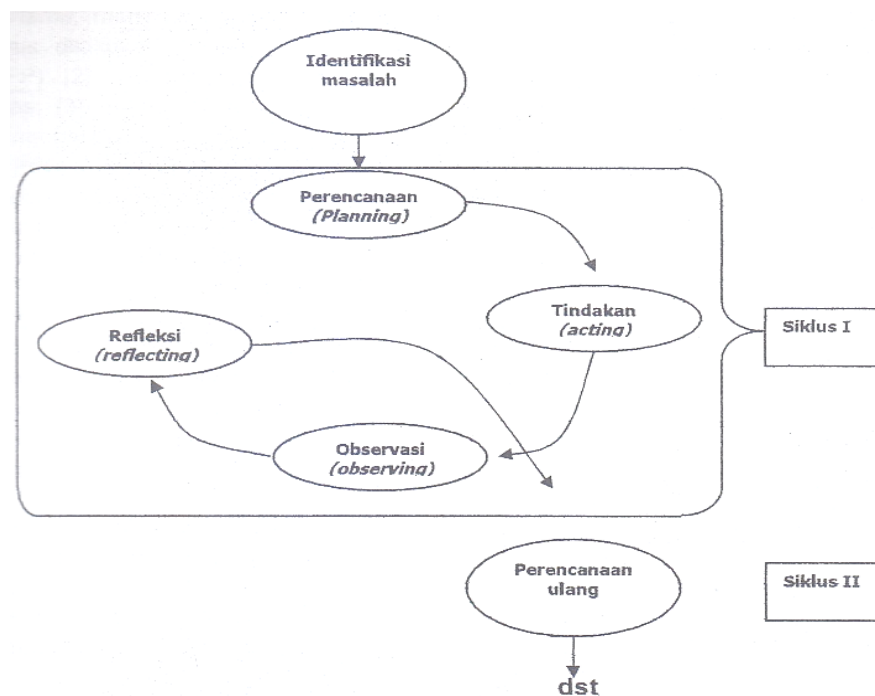 Identifikasi
masalah
Perencanaan
(Planning)
Tindakan
(acting)
Siklus I
Refleksi
(reflecting)
Observasi
(observing)
Perencanaan
ulang
Siklus II
dst